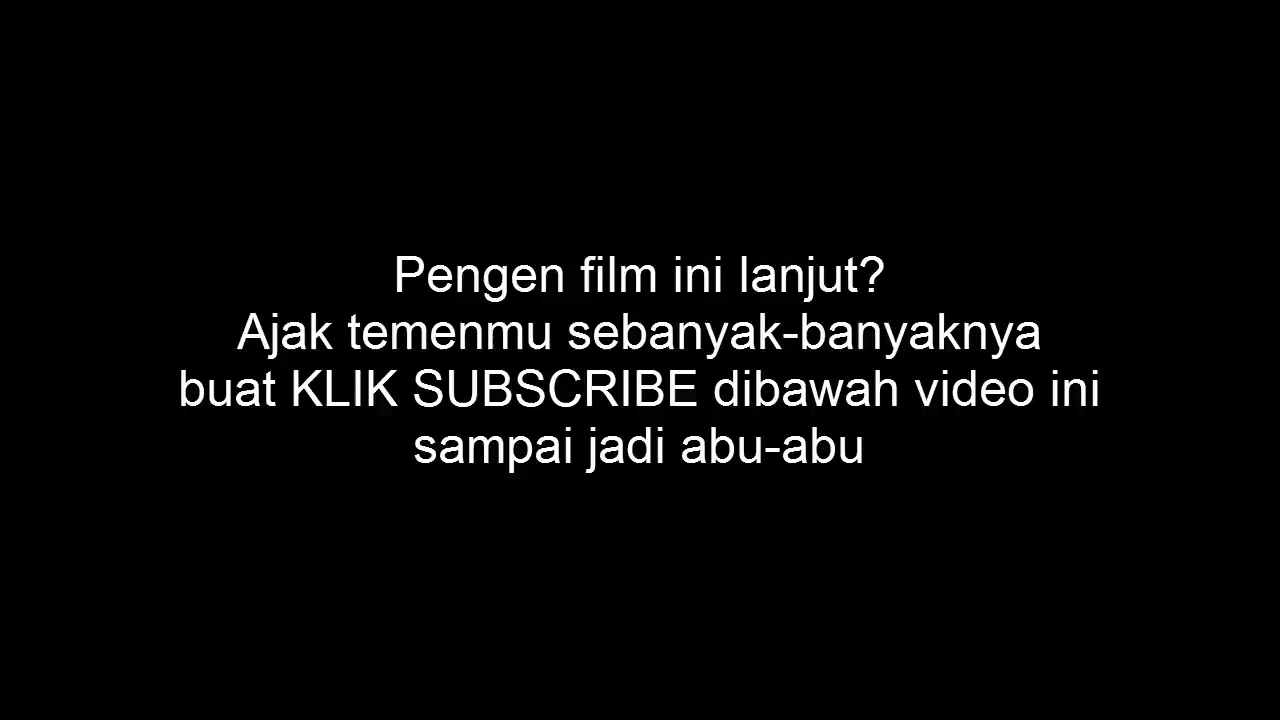 Pengen film ini lanjut?
Ajak temenmu sebanyak-banyaknya
buat KLIK SUBSCRIBE dibawah video ini
sampai jadi abu-abu